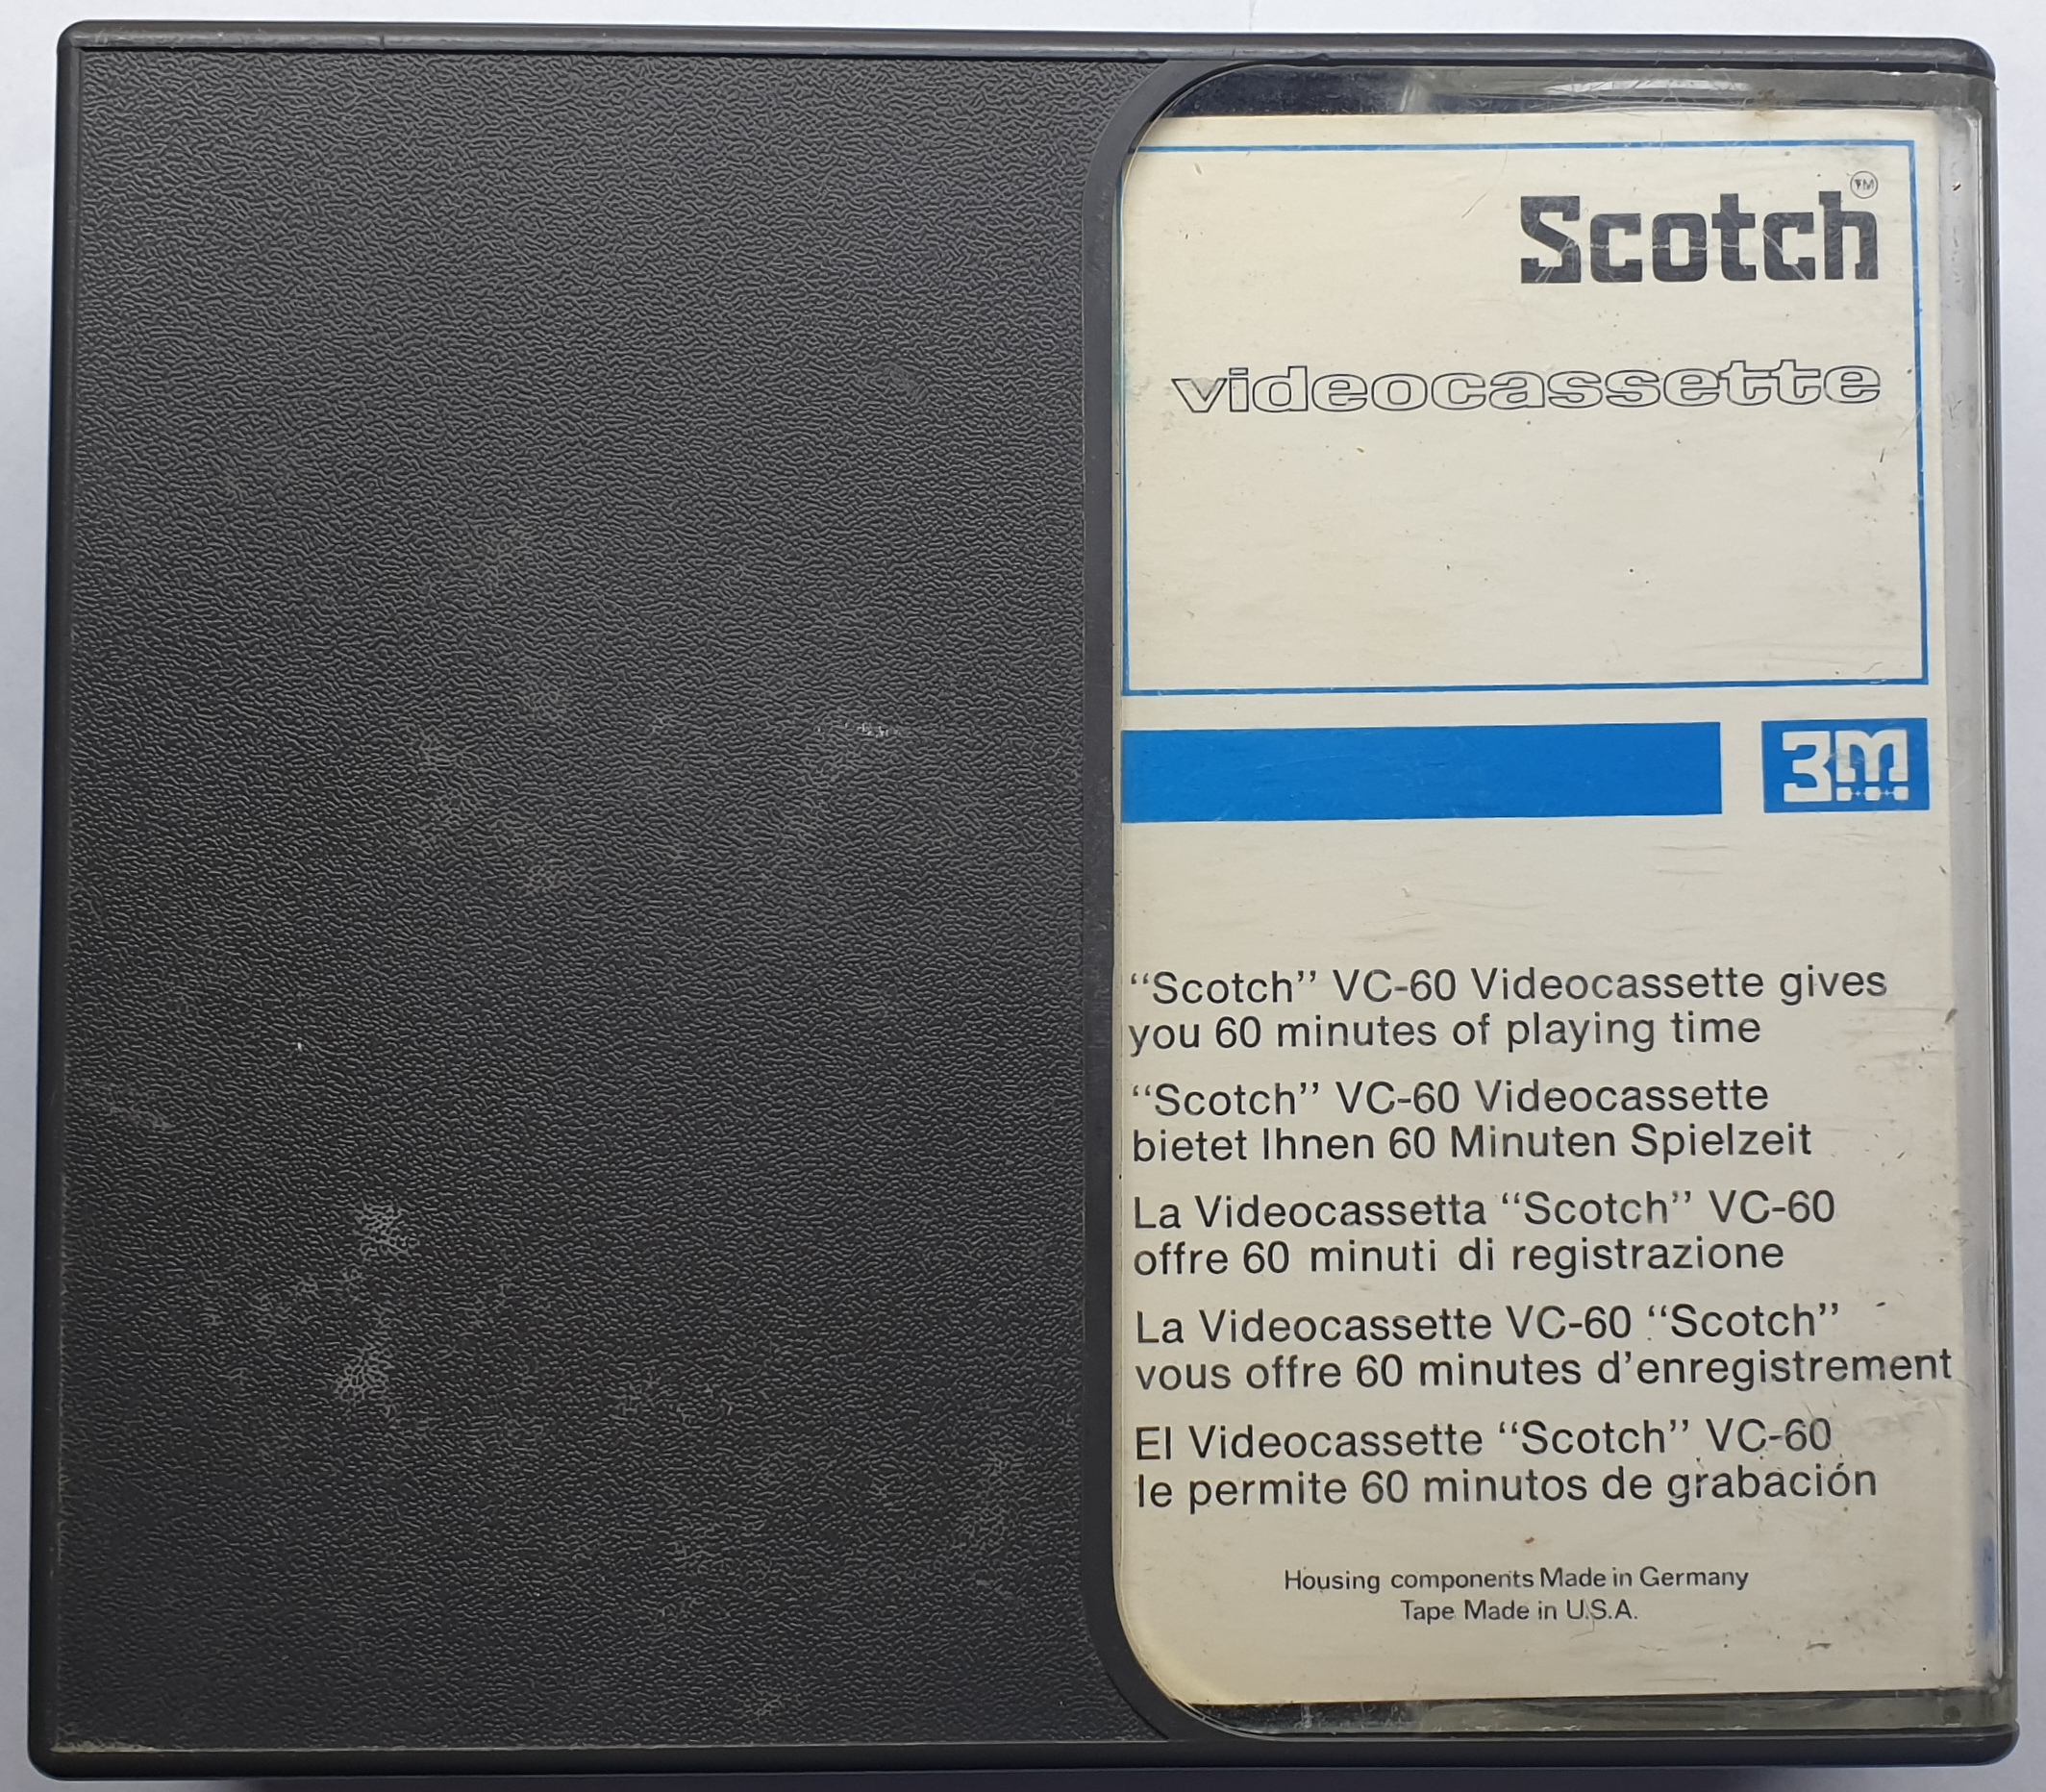 Scotch™
videocassette
3M
“Scotch” VC-60 Videocassette gives
you 60 minutes of playing time
“Scotch” VC-60 Videocassette
bietet Ihnen 60 Minuten Spielzeit
La Videocassetta “Scotch” VC-60
offre 60 minuti di registrazione
La Videocassette VC-60 “Scotch”
vous offre 60 minutes d’enregistrement
El Videocassette “Scotch” VC-60
le permite 60 minutos de grabación
Housing components Made in Germany
Tape Made in U.S.A.